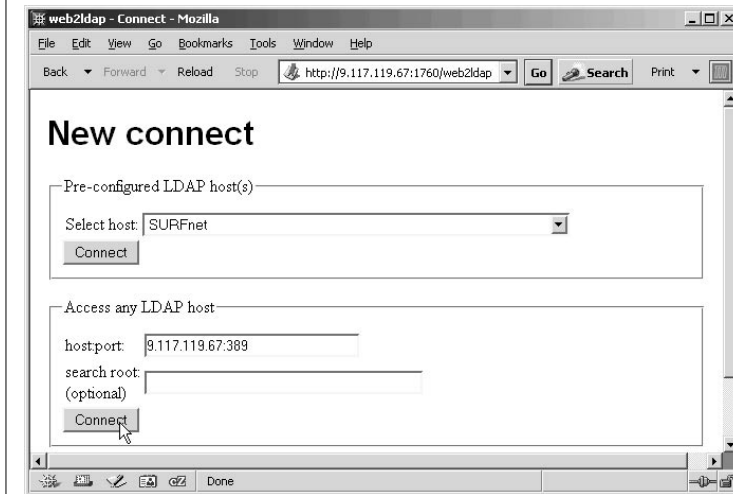 web2ldap - Connect - Mozilla
File Edit View Go Bookmarks Tools Window Help
Back Forward Reload Stop http://9.117.119.67:1760/web2ldap Go Search Print
New connect
Pre-configured LDAP host(s)
Select host: SURFnet
Connect
Access any LDAP host
host:port: 9.117.119.67:389
search root:
(optional)
Connect
Done